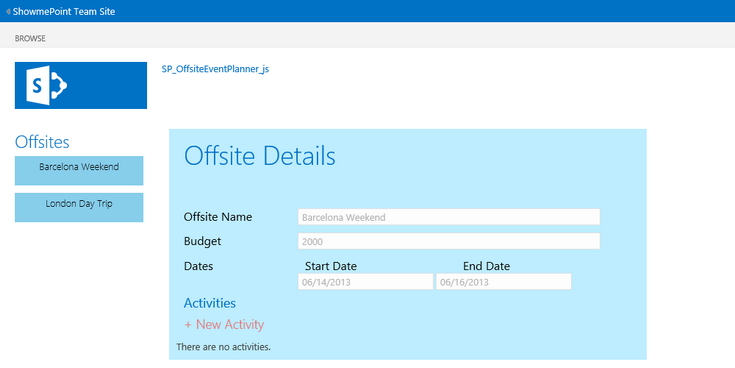 ShowmePoint Team Site
BROWSE
S
SP_OffsiteEventPlanner_js
Offsites
Barcelona Weekend
London Day Trip
Offsite Details
Offsite Name Barcelona Weekend
Budget 2000
Dates Start Date End Date
06/14/2013 06/16/2013
Activities
+ New Activity
There are no activities.